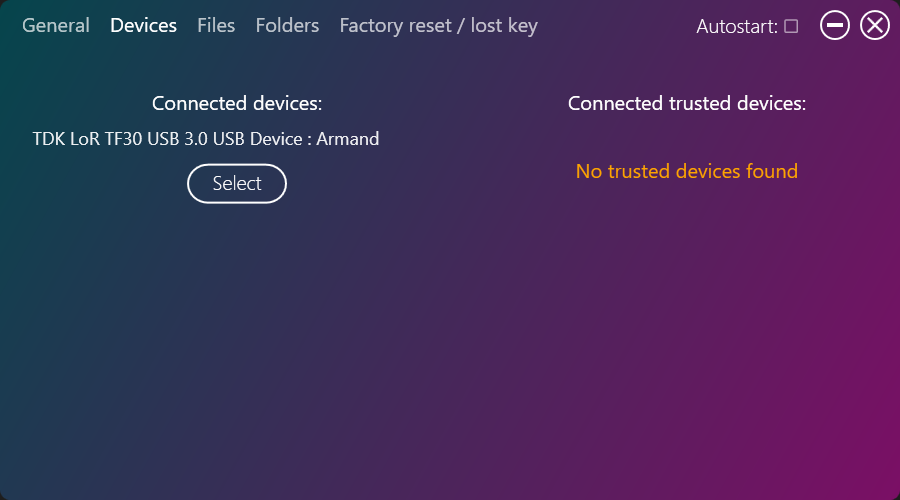 General Devices Files Folders Factory reset / lost key Autostart:
Connected devices:
TDK LoR TF30 USB 3.0 USB Device : Armand
Select
Connected trusted devices:
No trusted devices found